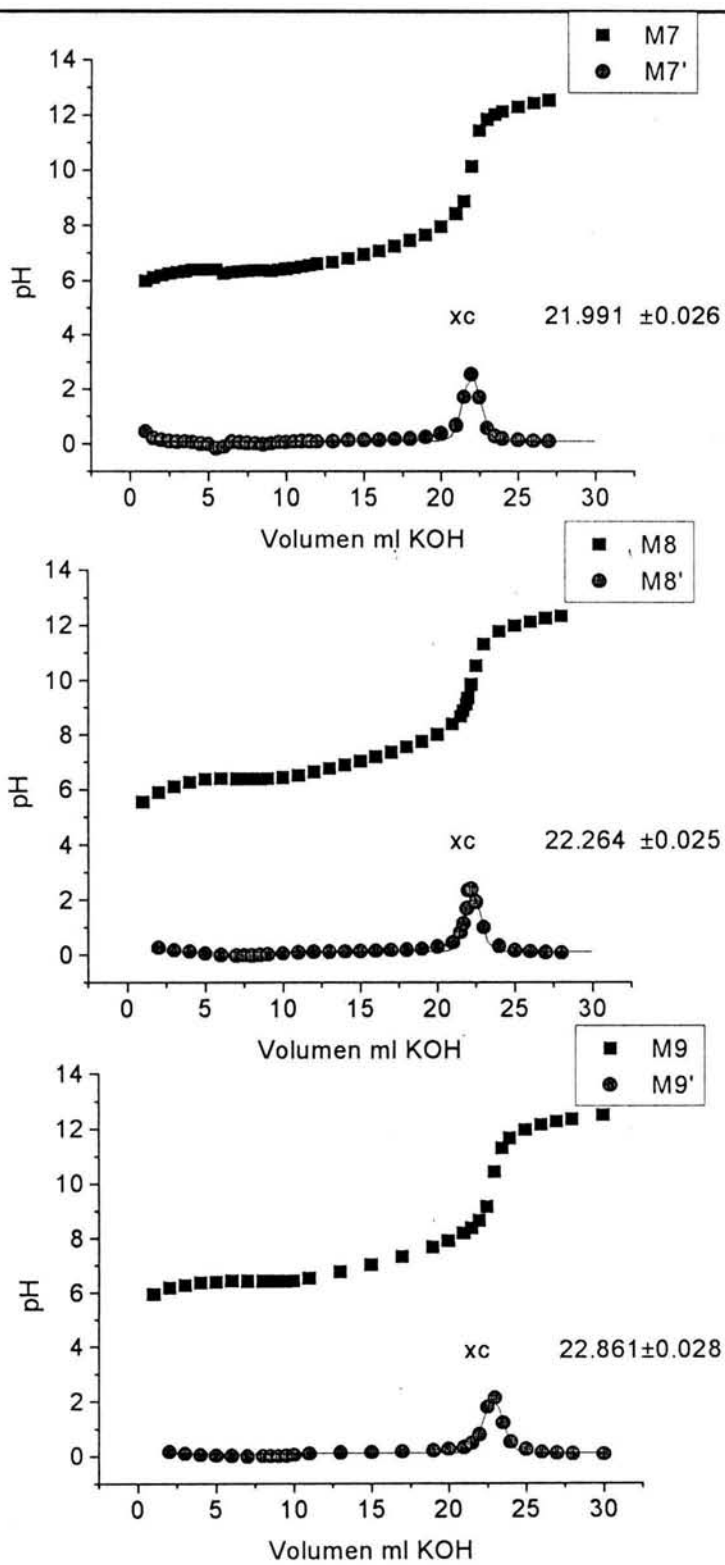 M7
M7'
14
12
10
8
6
4
2
0
pH
xc 21.991 ±0.026
0 5 10 15 20 25 30
Volumen ml KOH
M8
M8'
14
12
10
8
6
4
2
0
pH
xc 22.264 ±0.025
0 5 10 15 20 25 30
Volumen ml KOH
M9
M9'
14
12
10
8
6
4
2
0
pH
xc 22.861±0.028
0 5 10 15 20 25 30
Volumen ml KOH